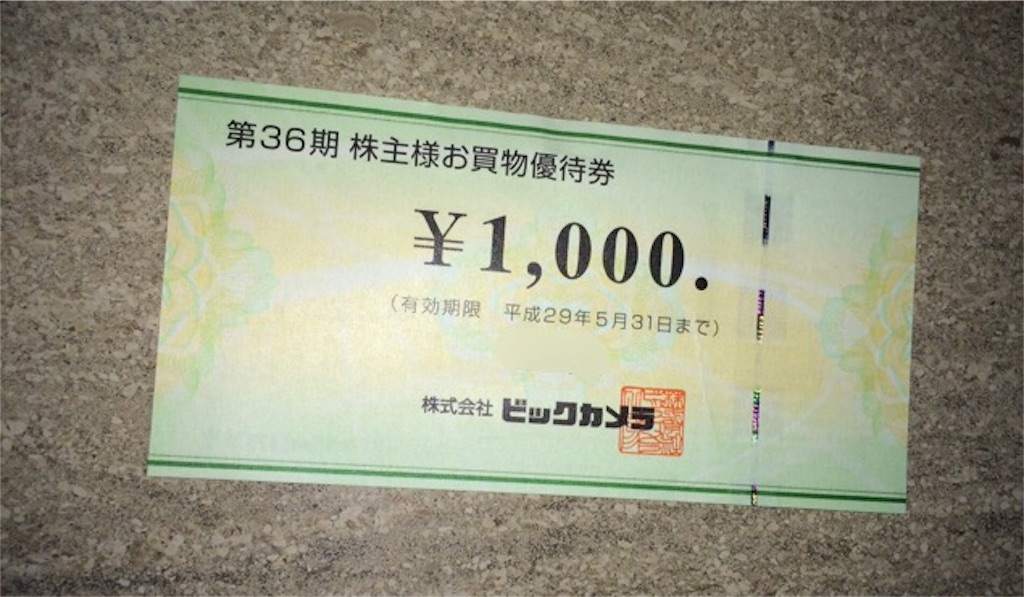 第36期 株主様お買物優待券
¥1,000.
(有効期限 平成29年5月31日まで)
株式会社 ビックカメラ